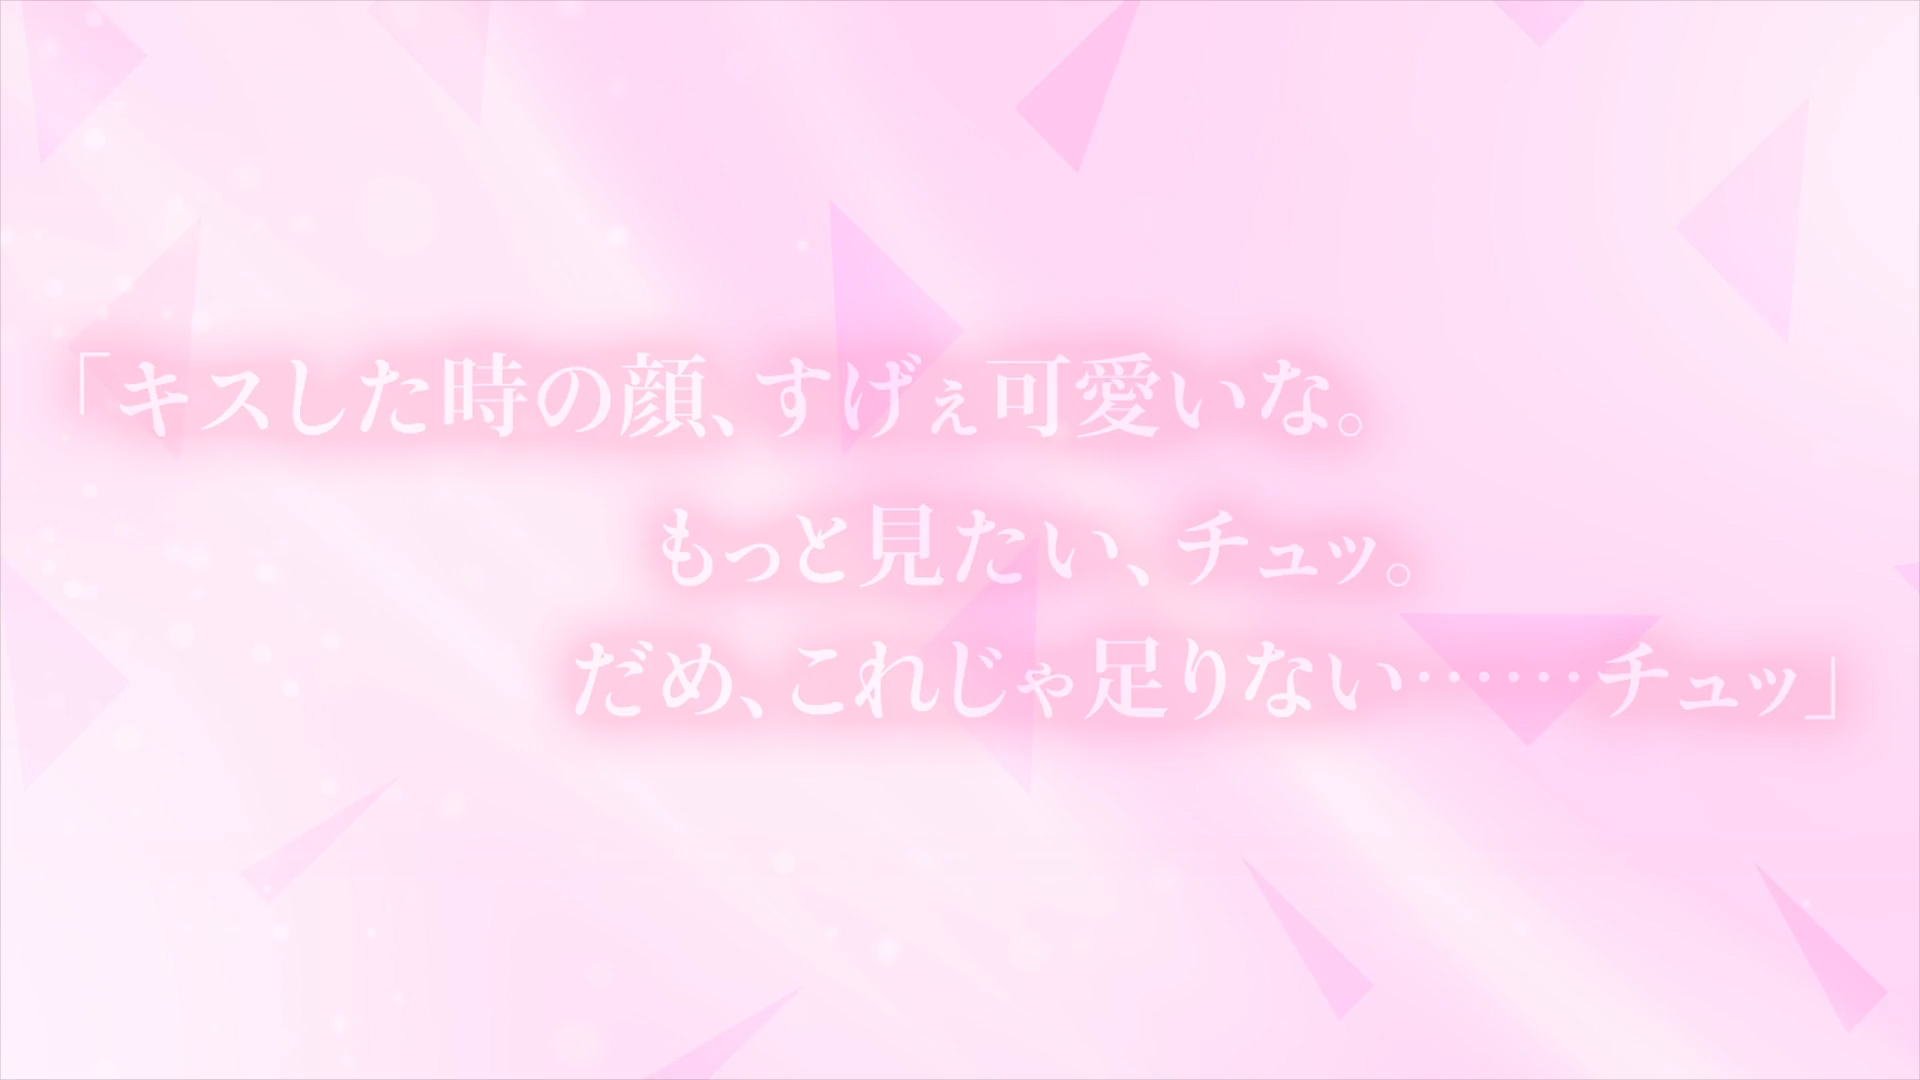 「キスした時の顔、すげぇ可愛いな。
もっと見たい、チュッ。
だめ、これじゃ足りない……チュッ」